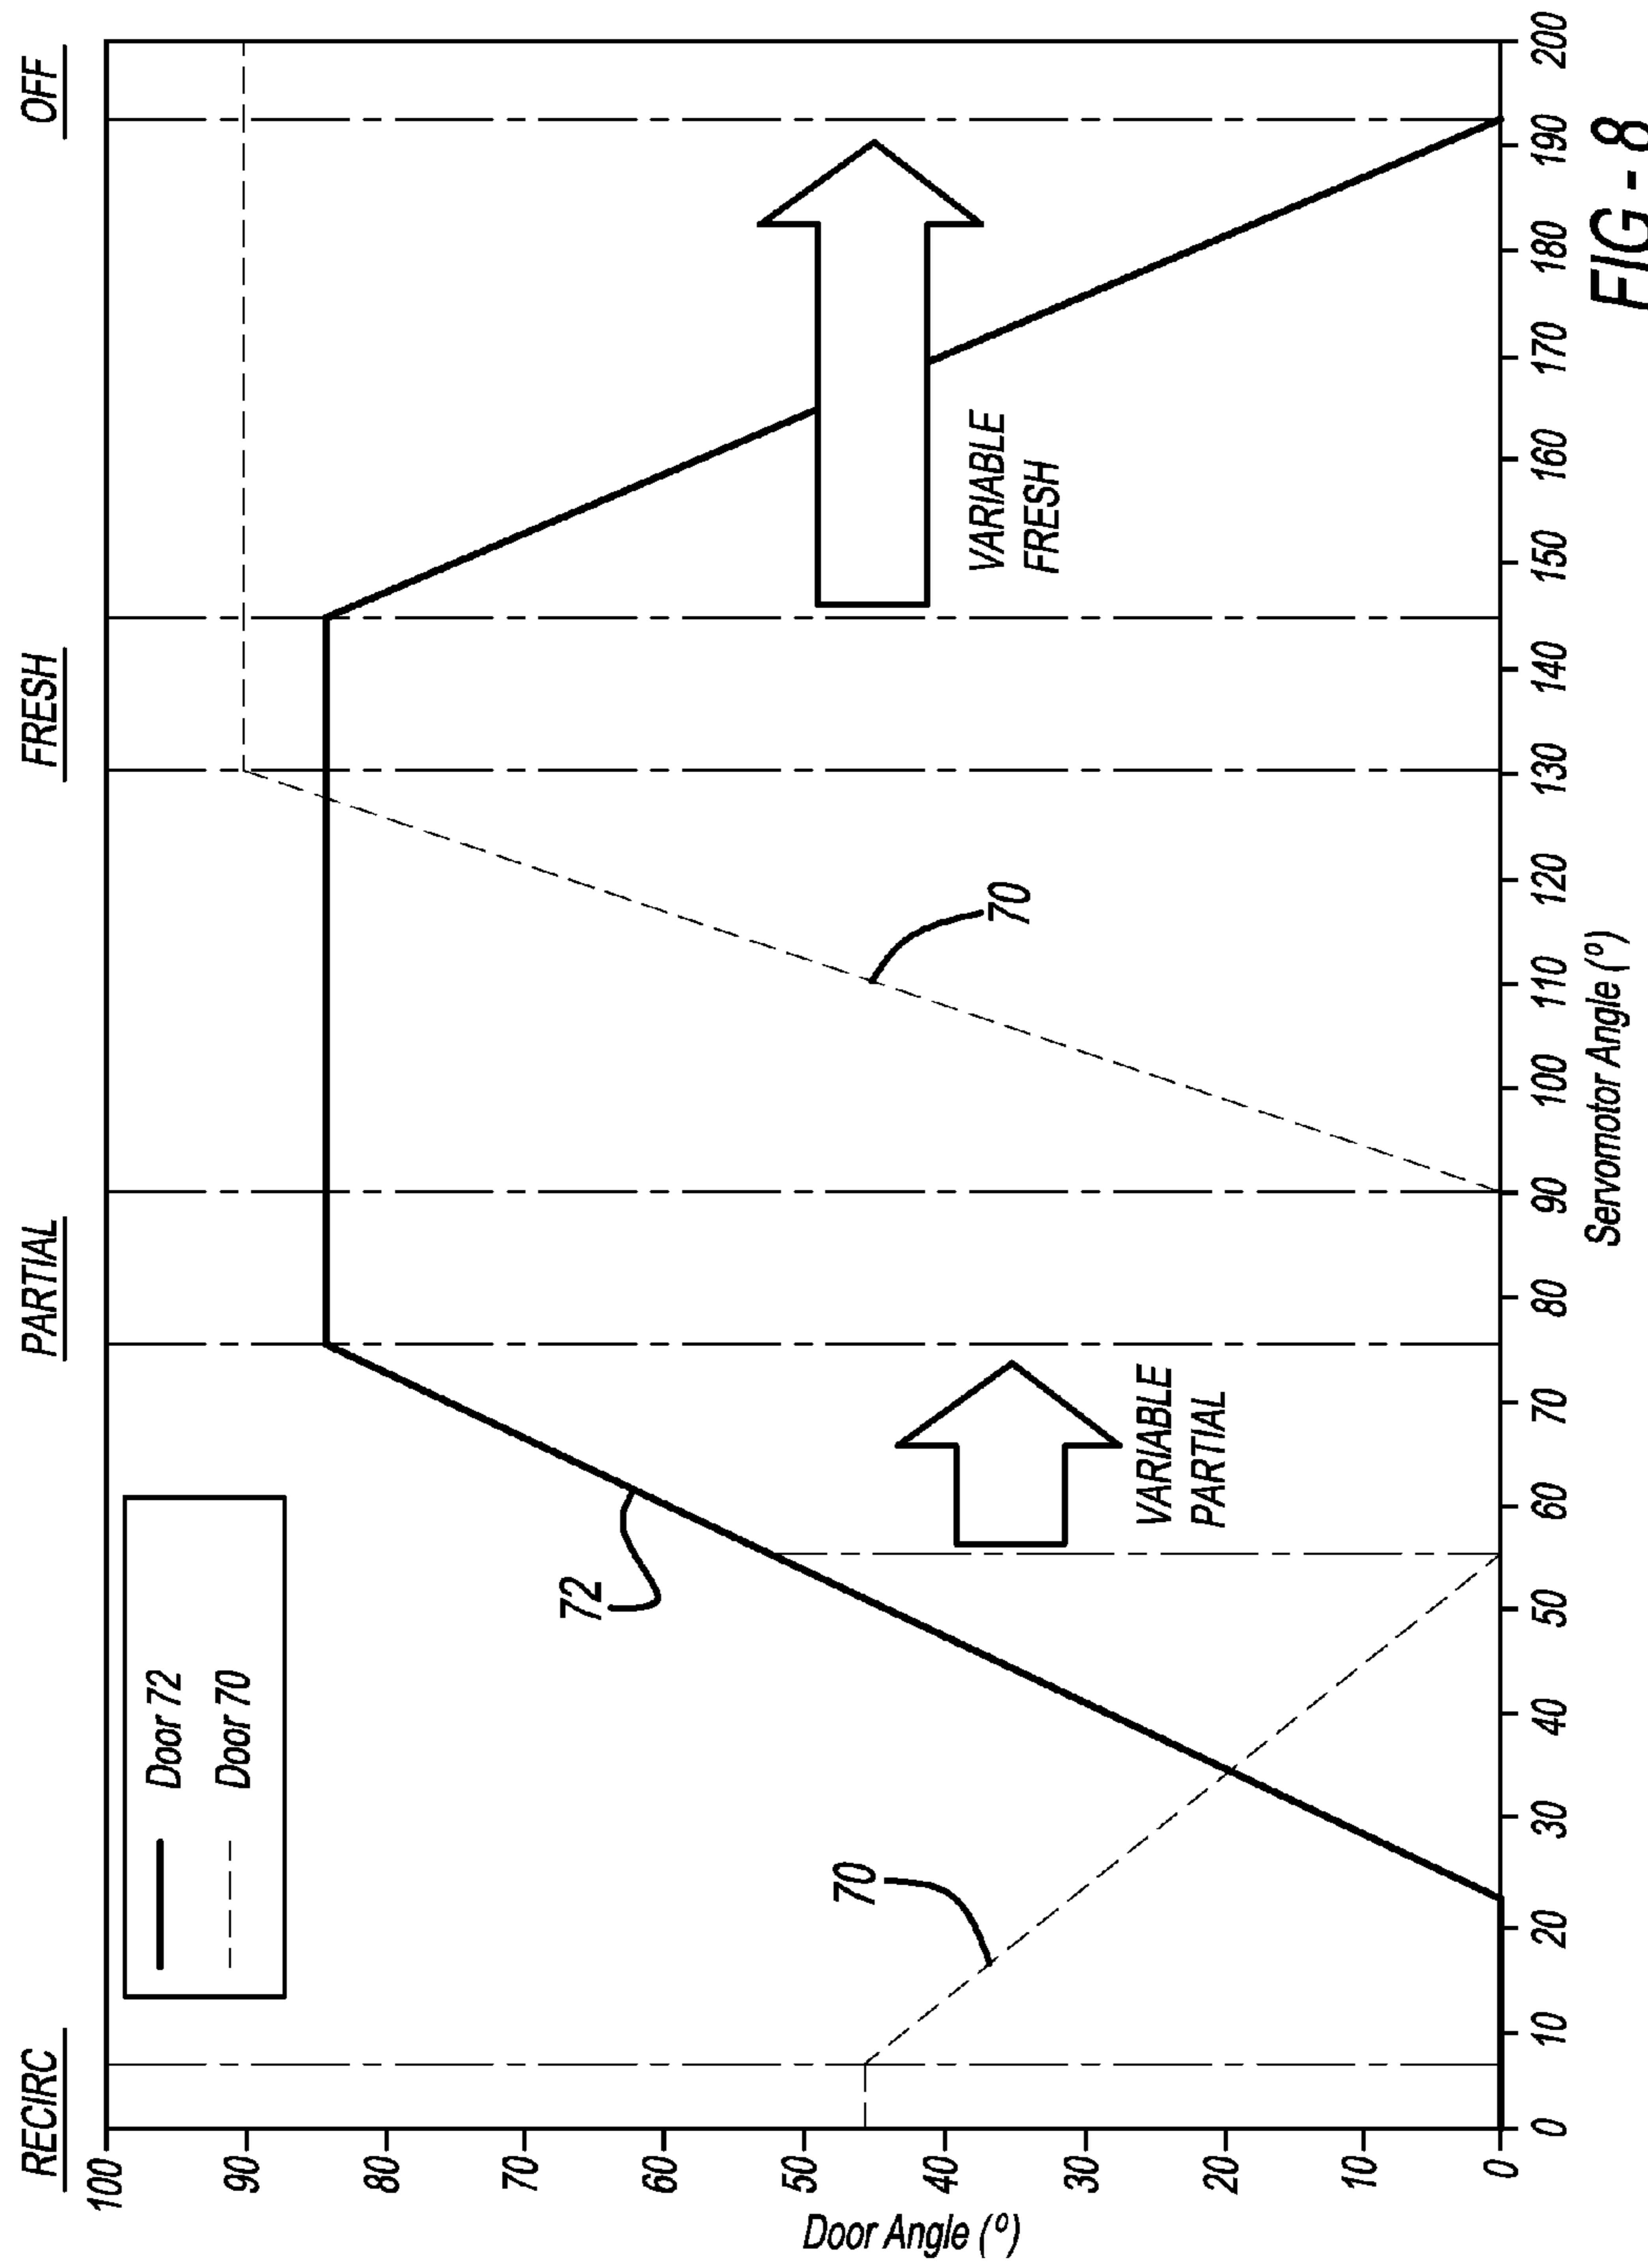 RECIRC PARTIAL FRESH OFF
Door 72
Door 70
100
90
80
70
60
50
40
30
20
10
0
Door Angle (º)
72
70
70
VARIABLE
PARTIAL
VARIABLE
FRESH
0 10 20 30 40 50 60 70 80 90 100 110 120 130 140 150 160 170 180 190 200
Servomotor Angle (º)
FIG - 8